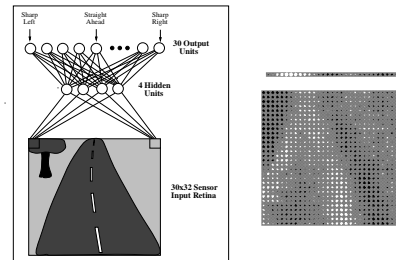 Sharp Left
Straight Ahead
Sharp Right
30 Output Units
4 Hidden Units
30x32 Sensor Input Retina